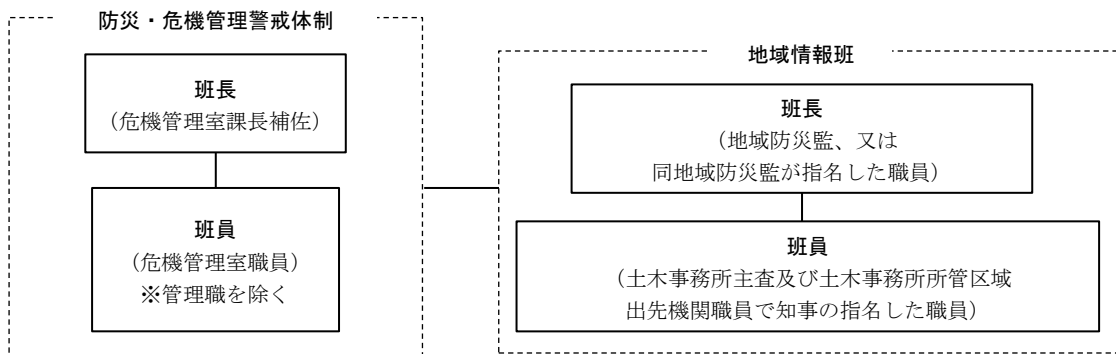 防災・危機管理警戒体制
班長
（危機管理室課長補佐）
班員
（危機管理室職員）
※管理職を除く
地域情報班
班長
（地域防災監、又は
同地域防災監が指名した職員）
班員
（土木事務所主査及び土木事務所所管区域
出先機関職員で知事の指名した職員）